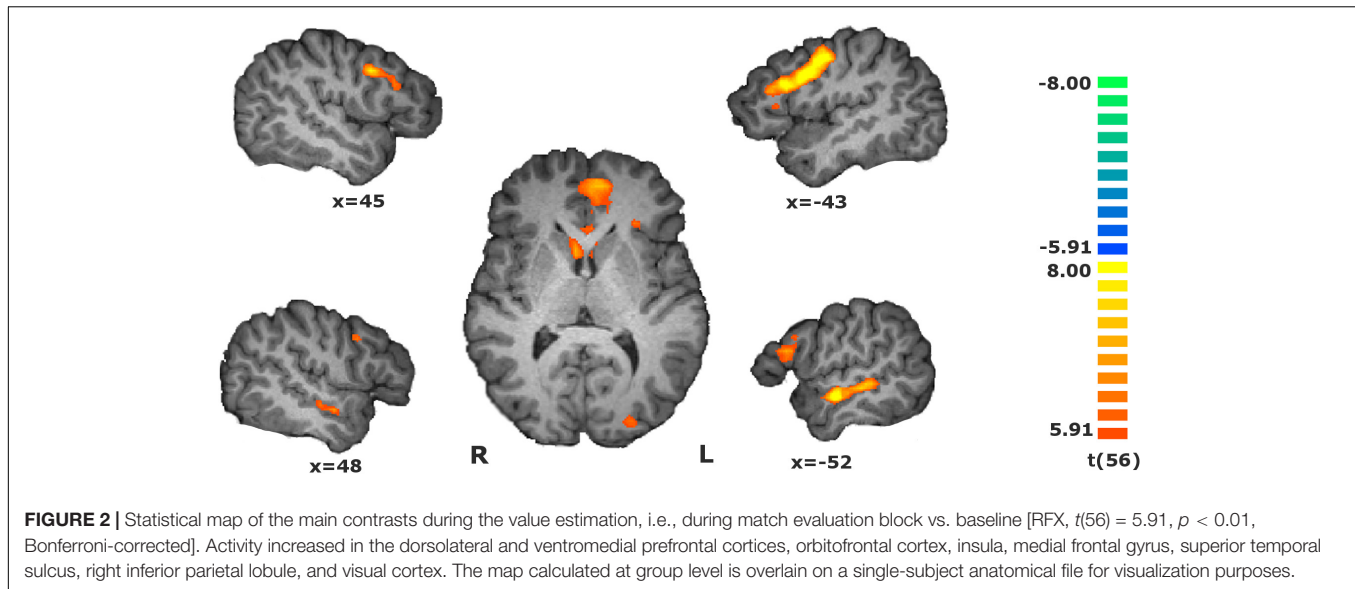 x=45
x=-43
x=48
R
L
x=-52
-8.00
-5.91
8.00
5.91
t(56)
FIGURE 2 | Statistical map of the main contrasts during the value estimation, i.e., during match evaluation block vs. baseline [RFX, t(56) = 5.91, p < 0.01,
Bonferroni-corrected]. Activity increased in the dorsolateral and ventromedial prefrontal cortices, orbitofrontal cortex, insula, medial frontal gyrus, superior temporal
sulcus, right inferior parietal lobule, and visual cortex. The map calculated at group level is overlain on a single-subject anatomical file for visualization purposes.